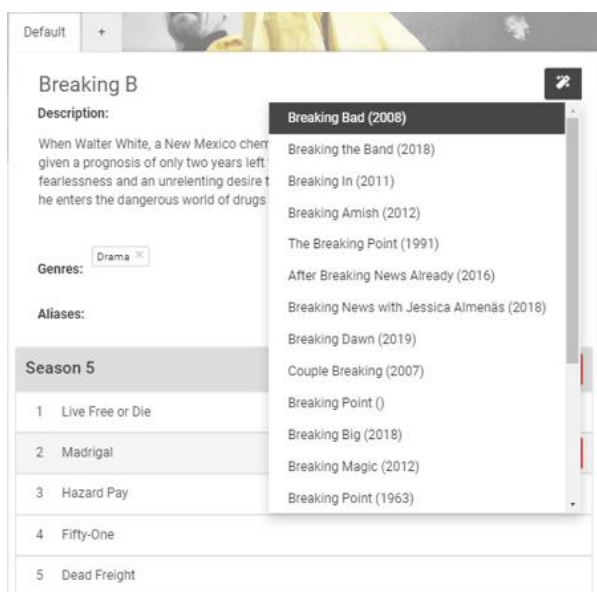 Default +
Breaking B
Description:
When Walter White, a New Mexico chem
given a prognosis of only two years left
fearlessness and an unrelenting desire t
he enters the dangerous world of drugs
Genres: Drama ×
Aliases:
Breaking Bad (2008)
Breaking the Band (2018)
Breaking In (2011)
Breaking Amish (2012)
The Breaking Point (1991)
After Breaking News Already (2016)
Breaking News with Jessica Almenäs (2018)
Breaking Dawn (2019)
Couple Breaking (2007)
Breaking Point ()
Breaking Big (2018)
Breaking Magic (2012)
Breaking Point (1963)
Season 5
1 Live Free or Die
2 Madrigal
3 Hazard Pay
4 Fifty-One
5 Dead Freight